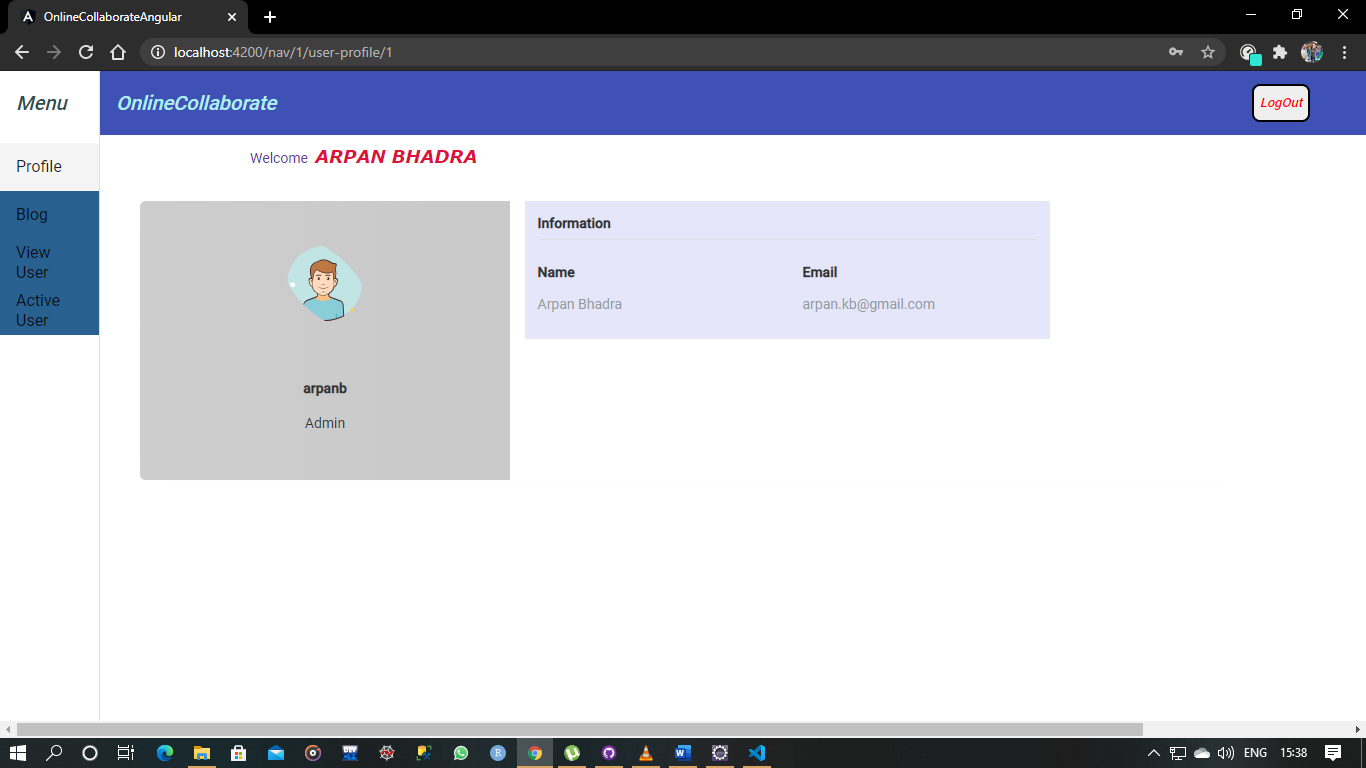 OnlineCollaborateAngular
localhost:4200/nav/1/user-profile/1
Menu
OnlineCollaborate
LogOut
Profile
Blog
View
User
Active
User
Welcome ARPAN BHADRA
arpanb
Admin
Information
Name
Email
Arpan Bhadra
arpan.kb@gmail.com
ENG
15:38